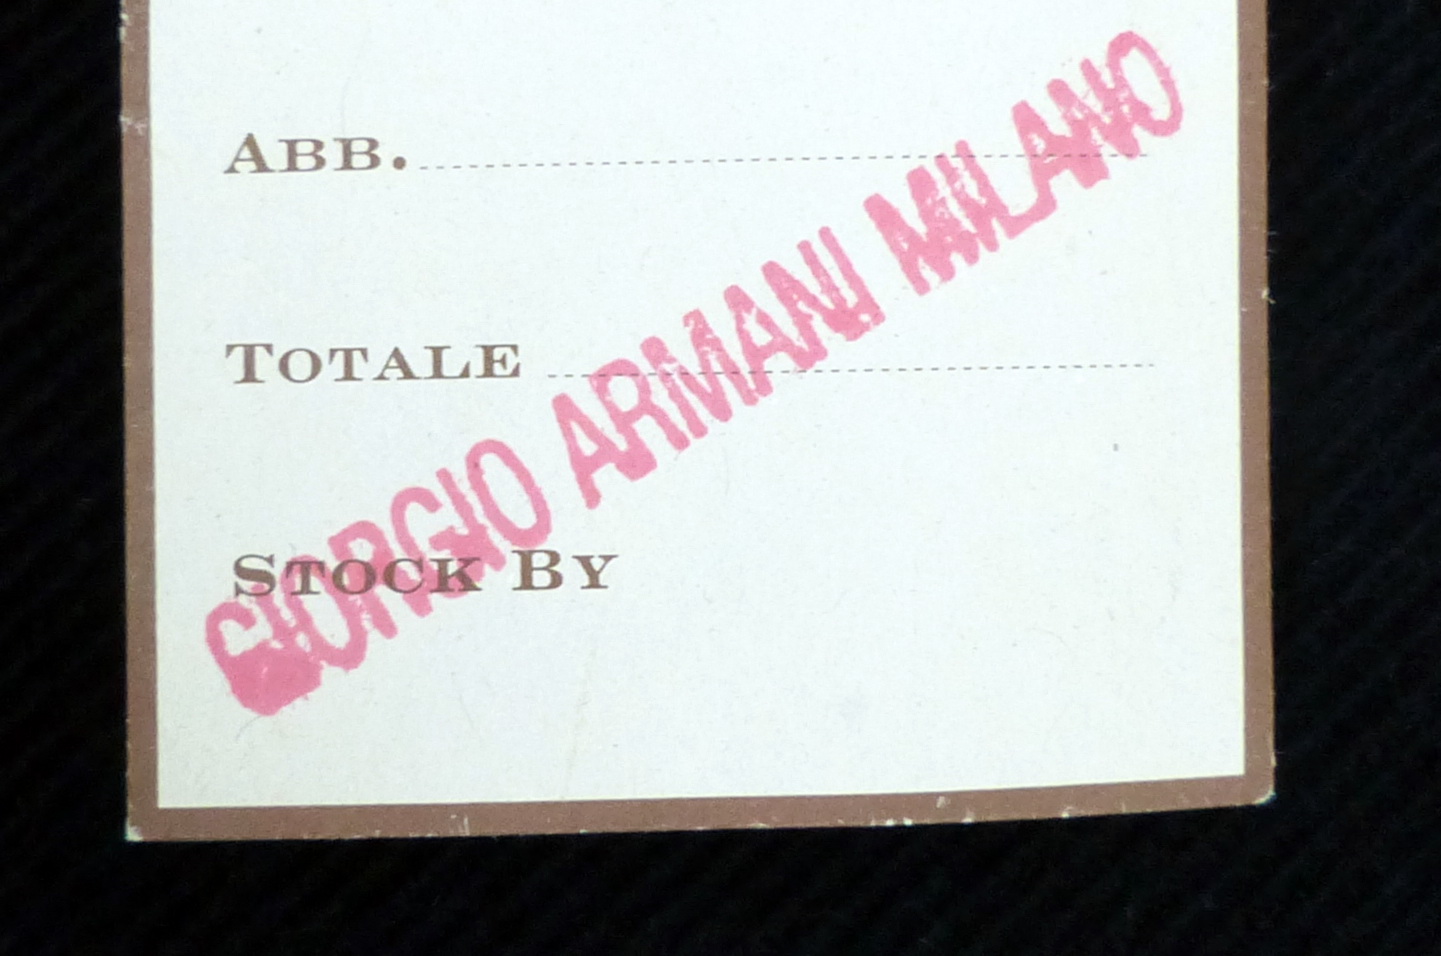 ABB.
TOTALE
STOCK BY
GIORGIO ARMANI MILANO